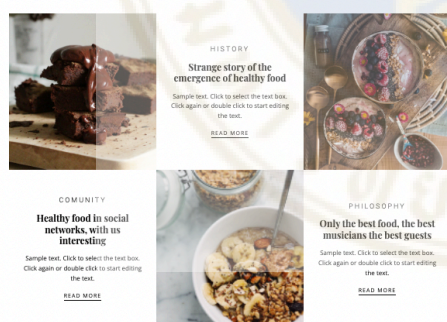 HISTORY
Strange story of the
emergence of healthy food
Sample text. Click to select the text box.
Click again or double click to start editing
the text.
READ MORE
COMUNITY
Healthy food in social
networks, with us
interesting
Sample text. Click to select the text box.
Click again or double click to start editing
the text.
READ MORE
PHILOSOPHY
Only the best food, the best
musicians the best guests
Sample text. Click to select the text box.
Click again or double click to start editing
the text.
READ MORE